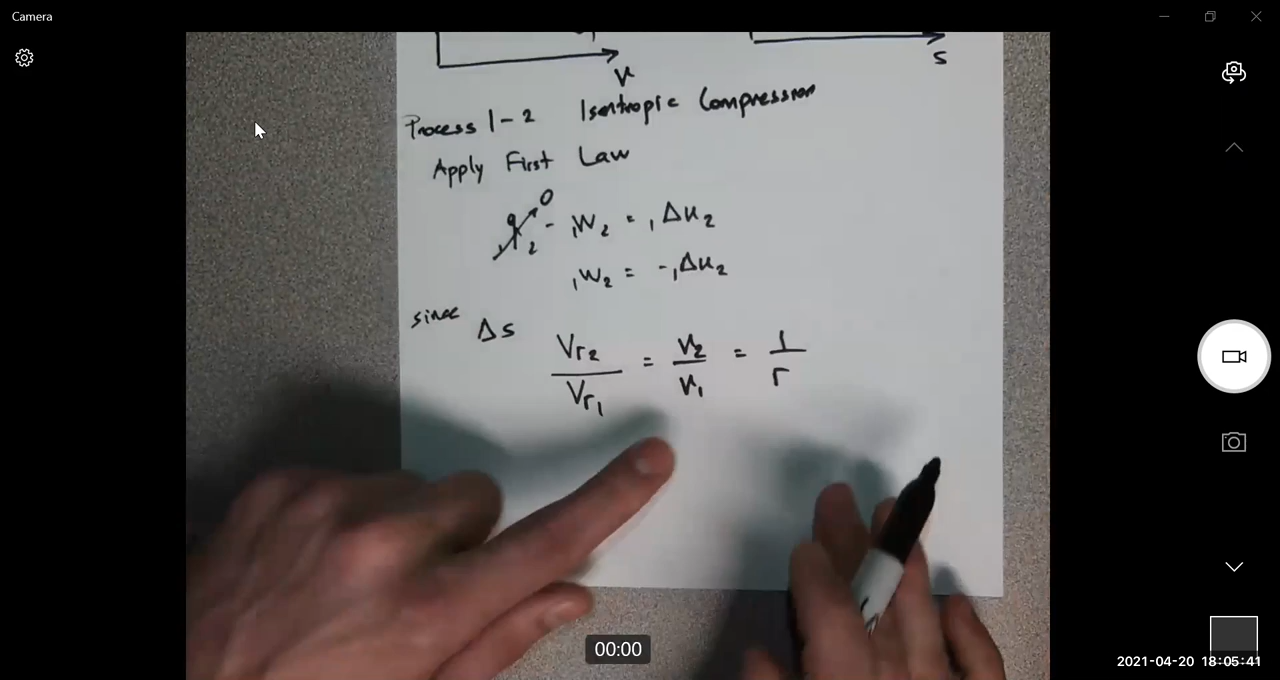 Camera
v
s
Process 1-2 Isentropic Compression
Apply First Law
₁q₂→0 - ₁w₂ = ₁Δu₂
₁w₂ = -₁Δu₂
since Δs
Vr₂/Vr₁ = v₂/v₁ = 1/r
00:00
2021-04-20 18:05:41